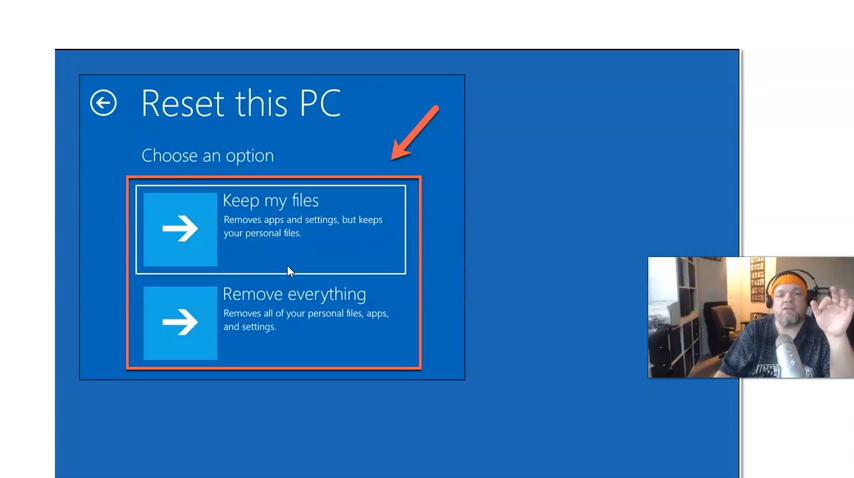 Reset this PC
Choose an option
Keep my files
Removes apps and settings, but keeps
your personal files.
Remove everything
Removes all of your personal files, apps,
and settings.